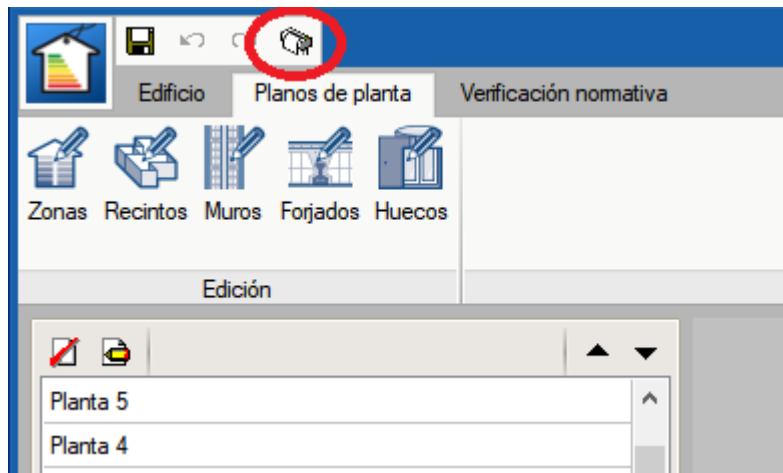 Edificio Planos de planta Verificación normativa
Zonas Recintos Muros Forjados Huecos
Edición
Planta 5
Planta 4